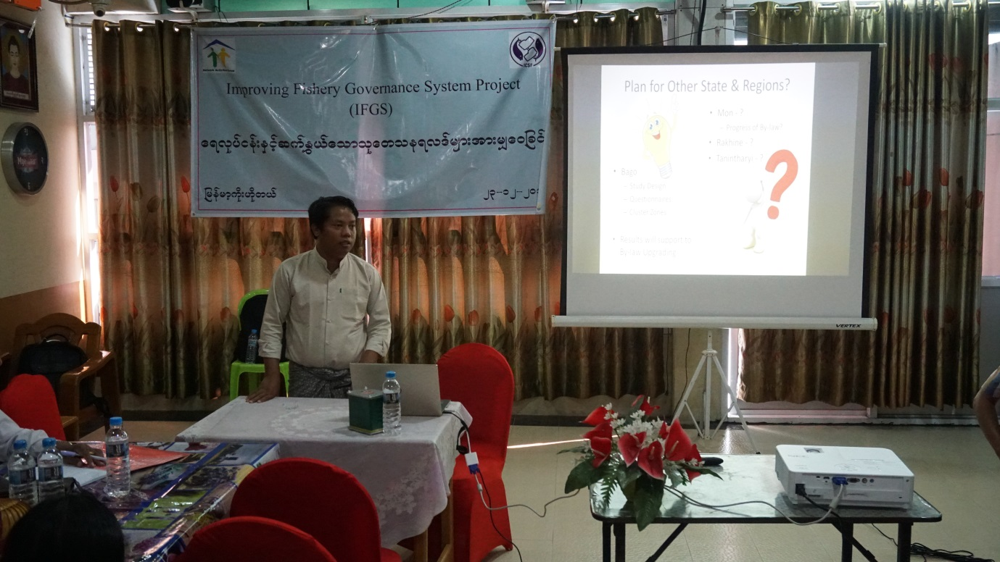 ICSF
Improving Fishery Governance System Project
(IFGS)
ရေလုပ်ငန်းနှင့်ဆက်နွှယ်သောသုတေသနရလဒ်များအားမျှဝေခြင်
မြန်မာ့ကိုးဟိုတယ်
၂၃-၁၂-၂၀
Plan for Other State & Regions?
• Bago
– Study Design
– Questionnaires
– Cluster Zones
• Results will support to
By-law Upgrading
• Mon - ?
– Progress of By-law?
• Rakhine - ?
• Tanintharyi - ?
?
VERTEX